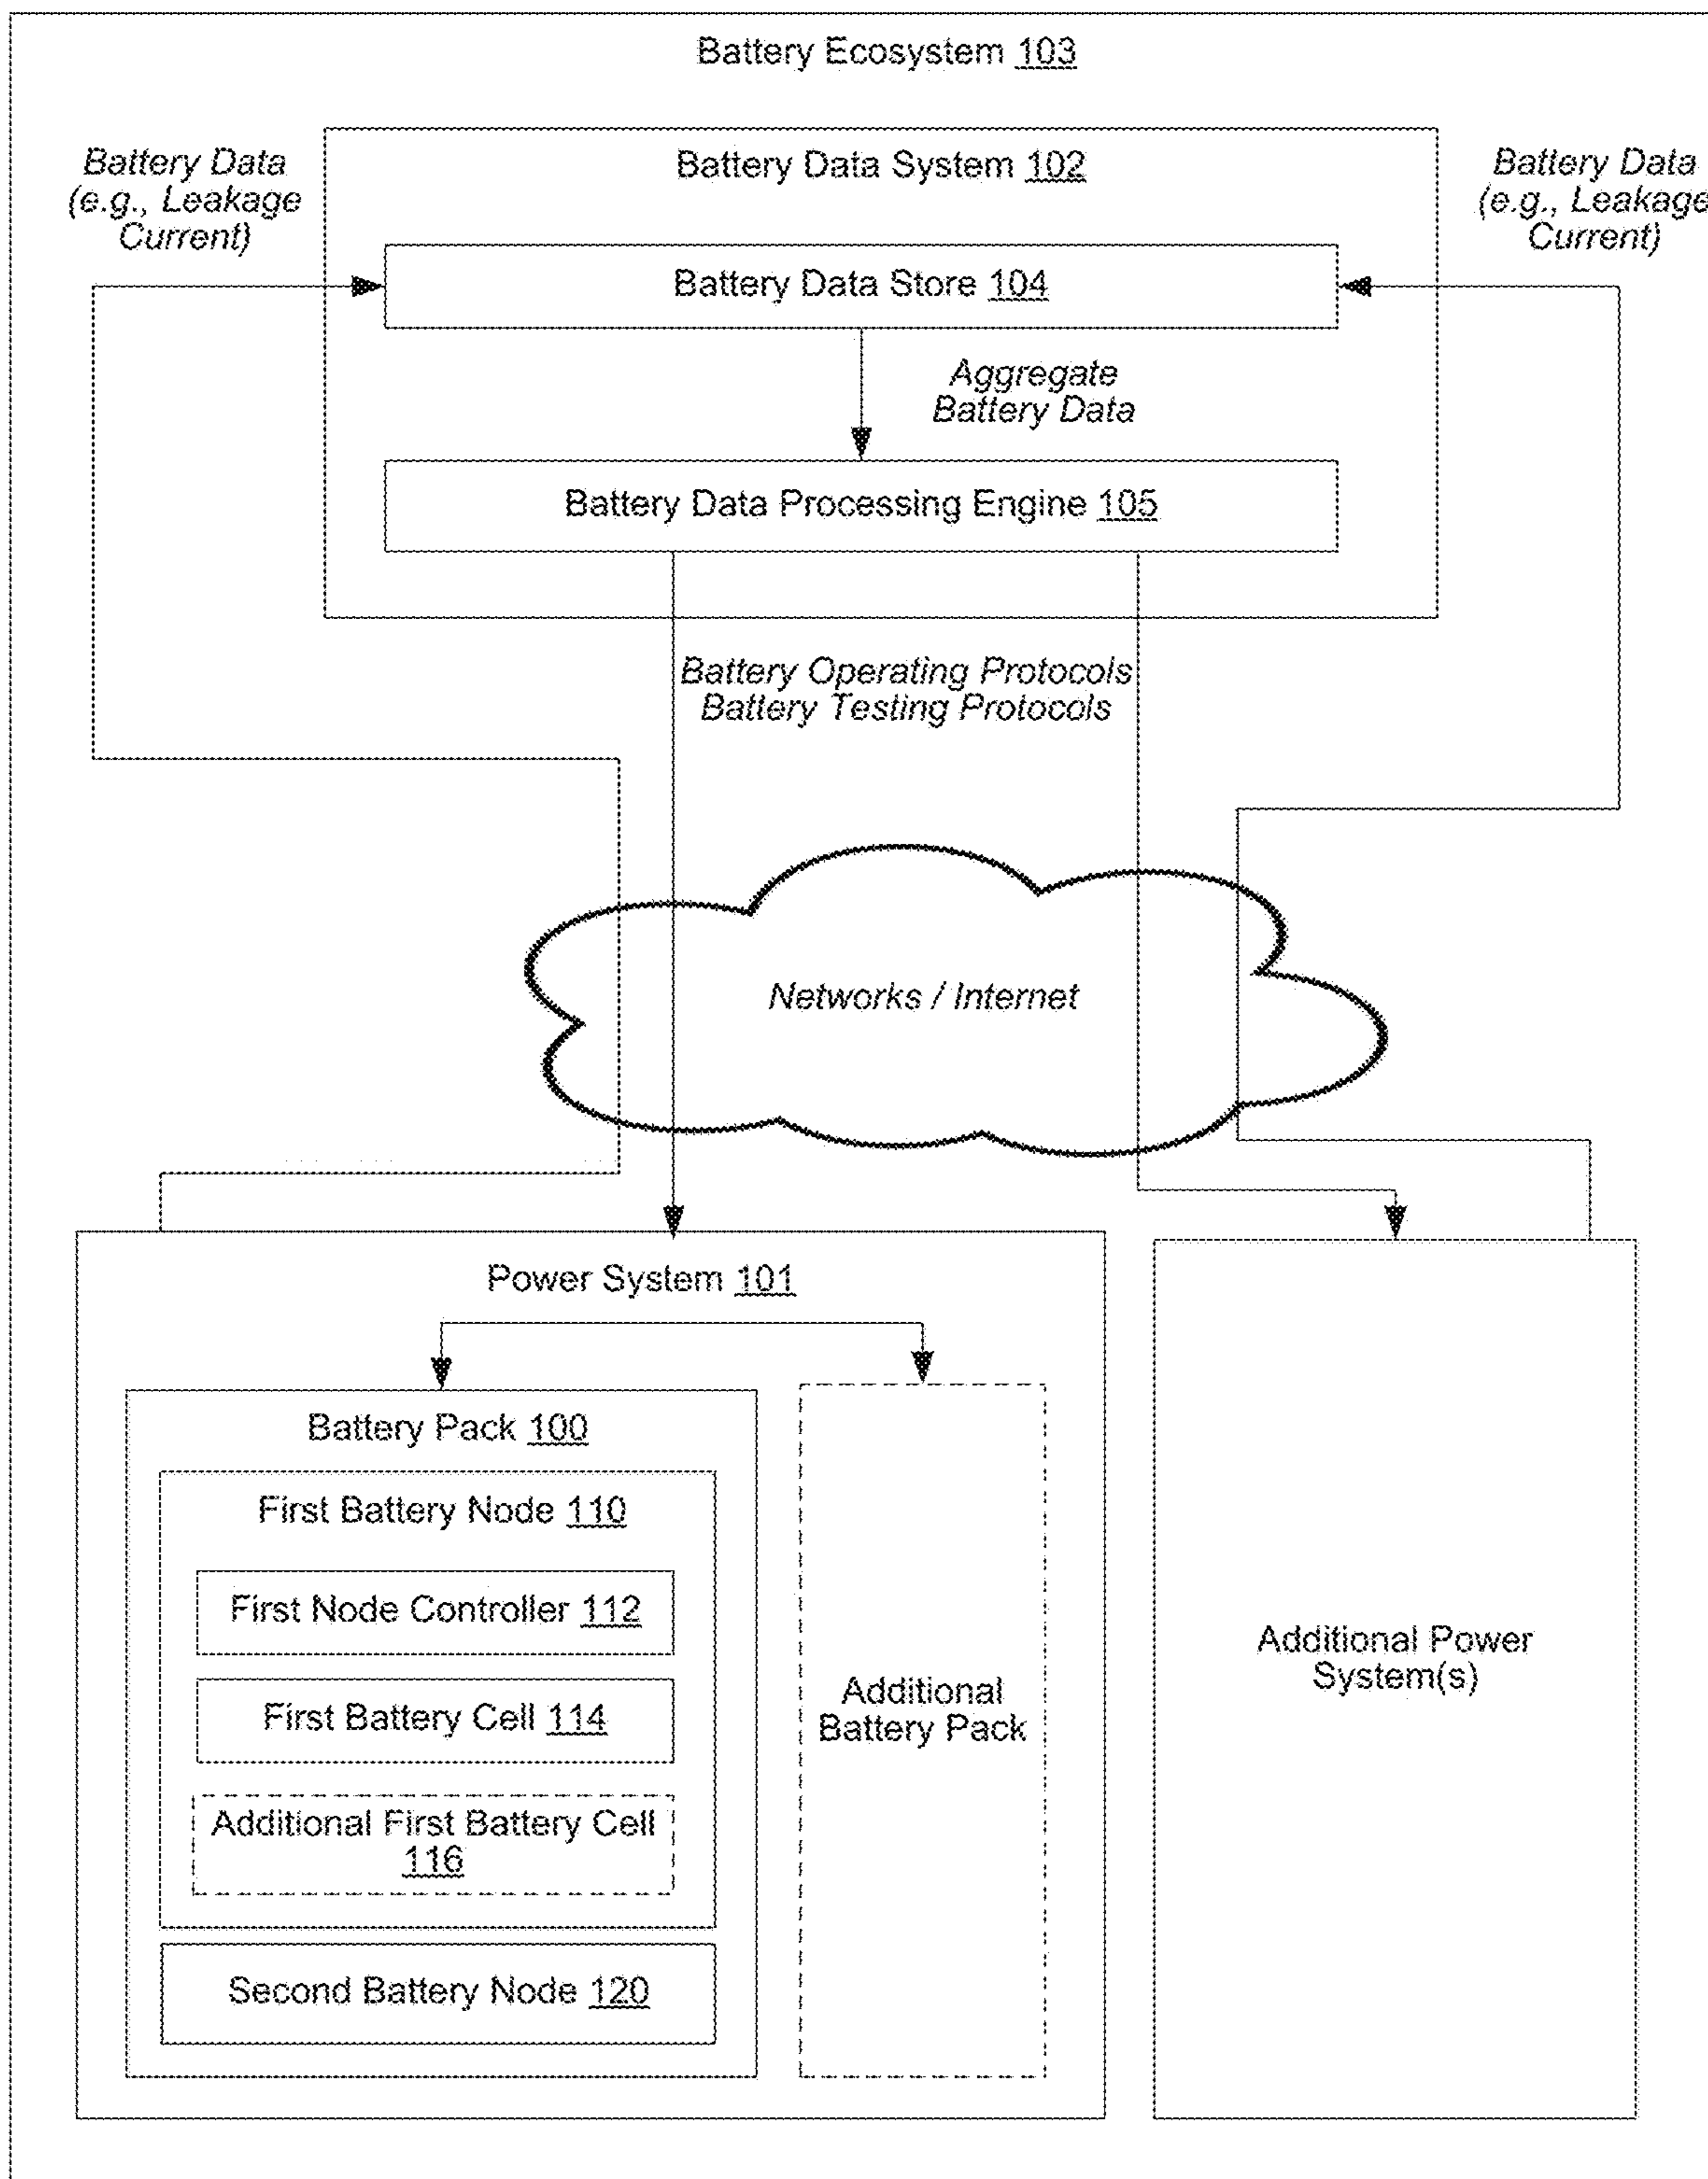 Battery Ecosystem 103
Battery Data
(e.g., Leakage
Current)
Battery Data System 102
Battery Data
(e.g., Leakage
Current)
Battery Data Store 104
Aggregate
Battery Data
Battery Data Processing Engine 105
Battery Operating Protocols
Battery Testing Protocols
Networks / Internet
Power System 101
Battery Pack 100
First Battery Node 110
First Node Controller 112
First Battery Cell 114
Additional First Battery Cell
116
Second Battery Node 120
Additional
Battery Pack
Additional Power
System(s)